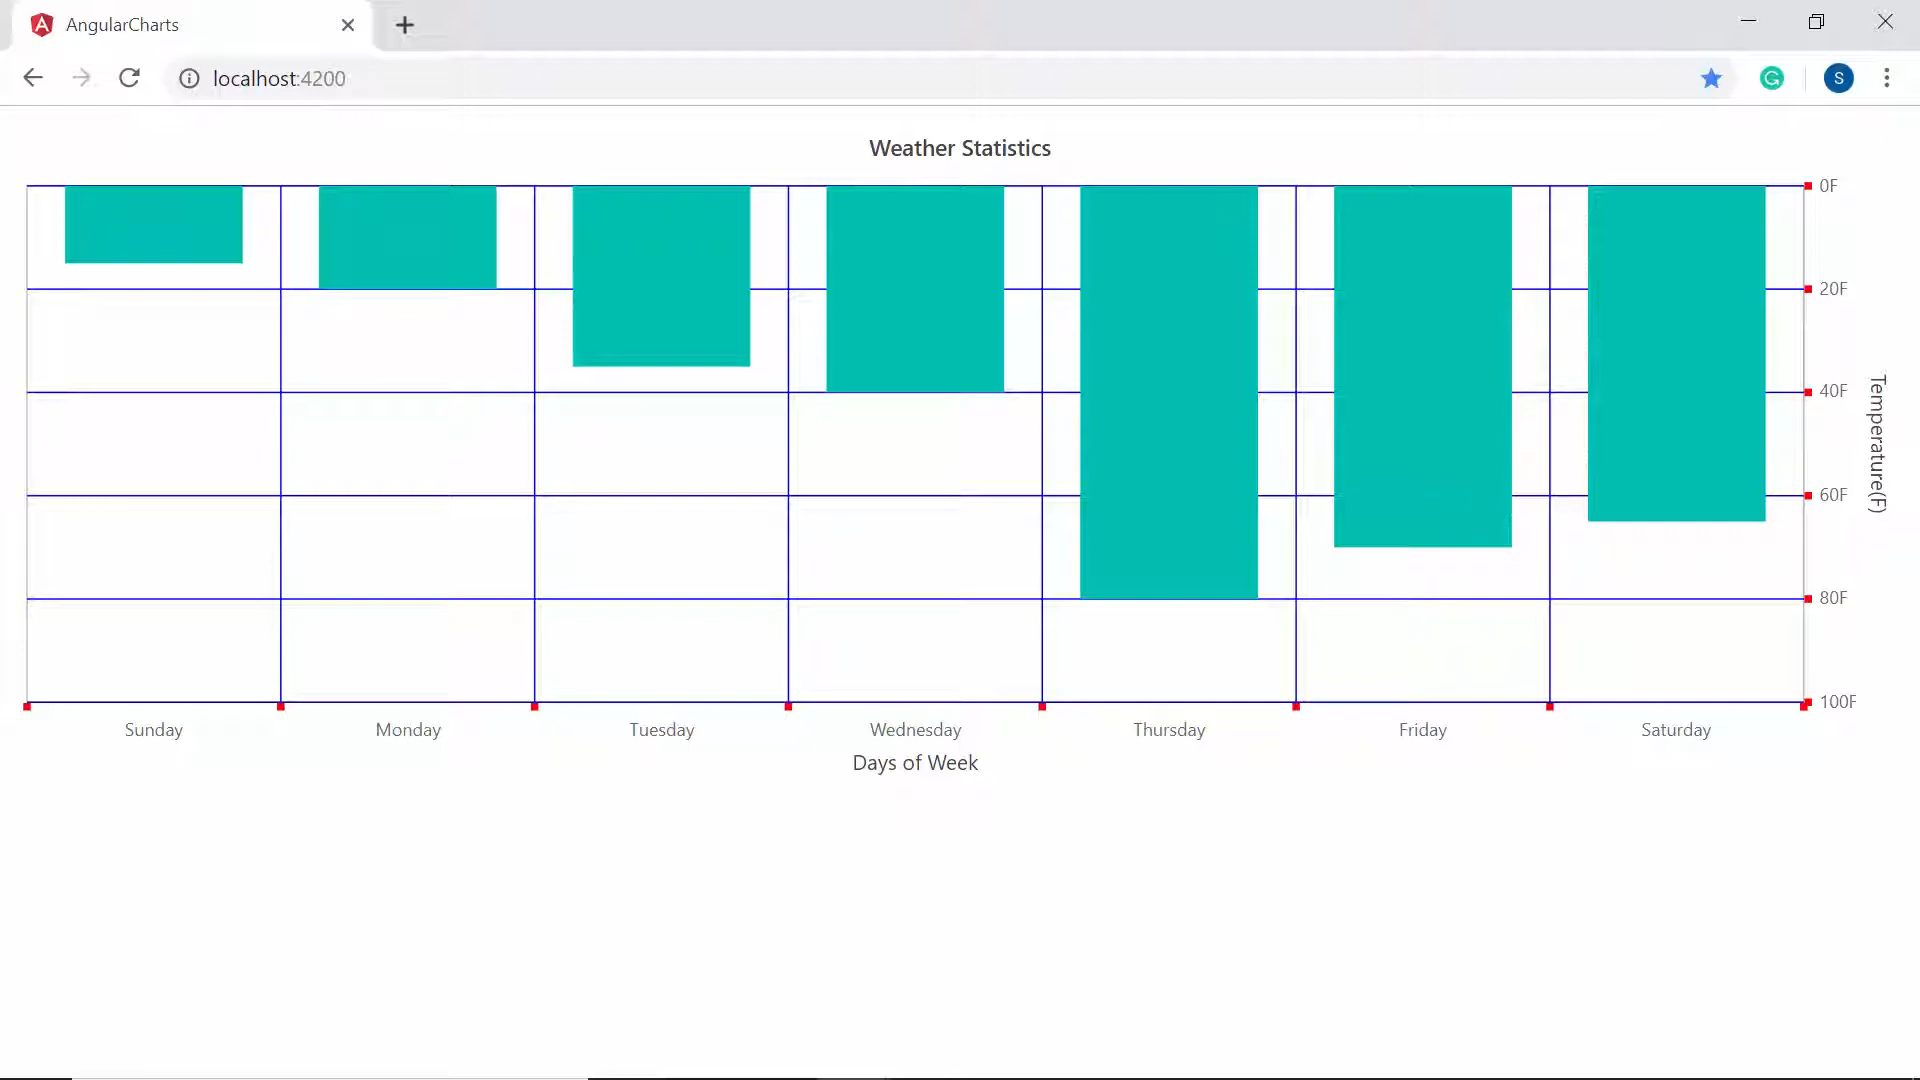 AngularCharts
localhost:4200
S
Weather Statistics
0F
20F
40F
60F
80F
100F
Temperature(F)
Sunday Monday Tuesday Wednesday Thursday Friday Saturday
Days of Week